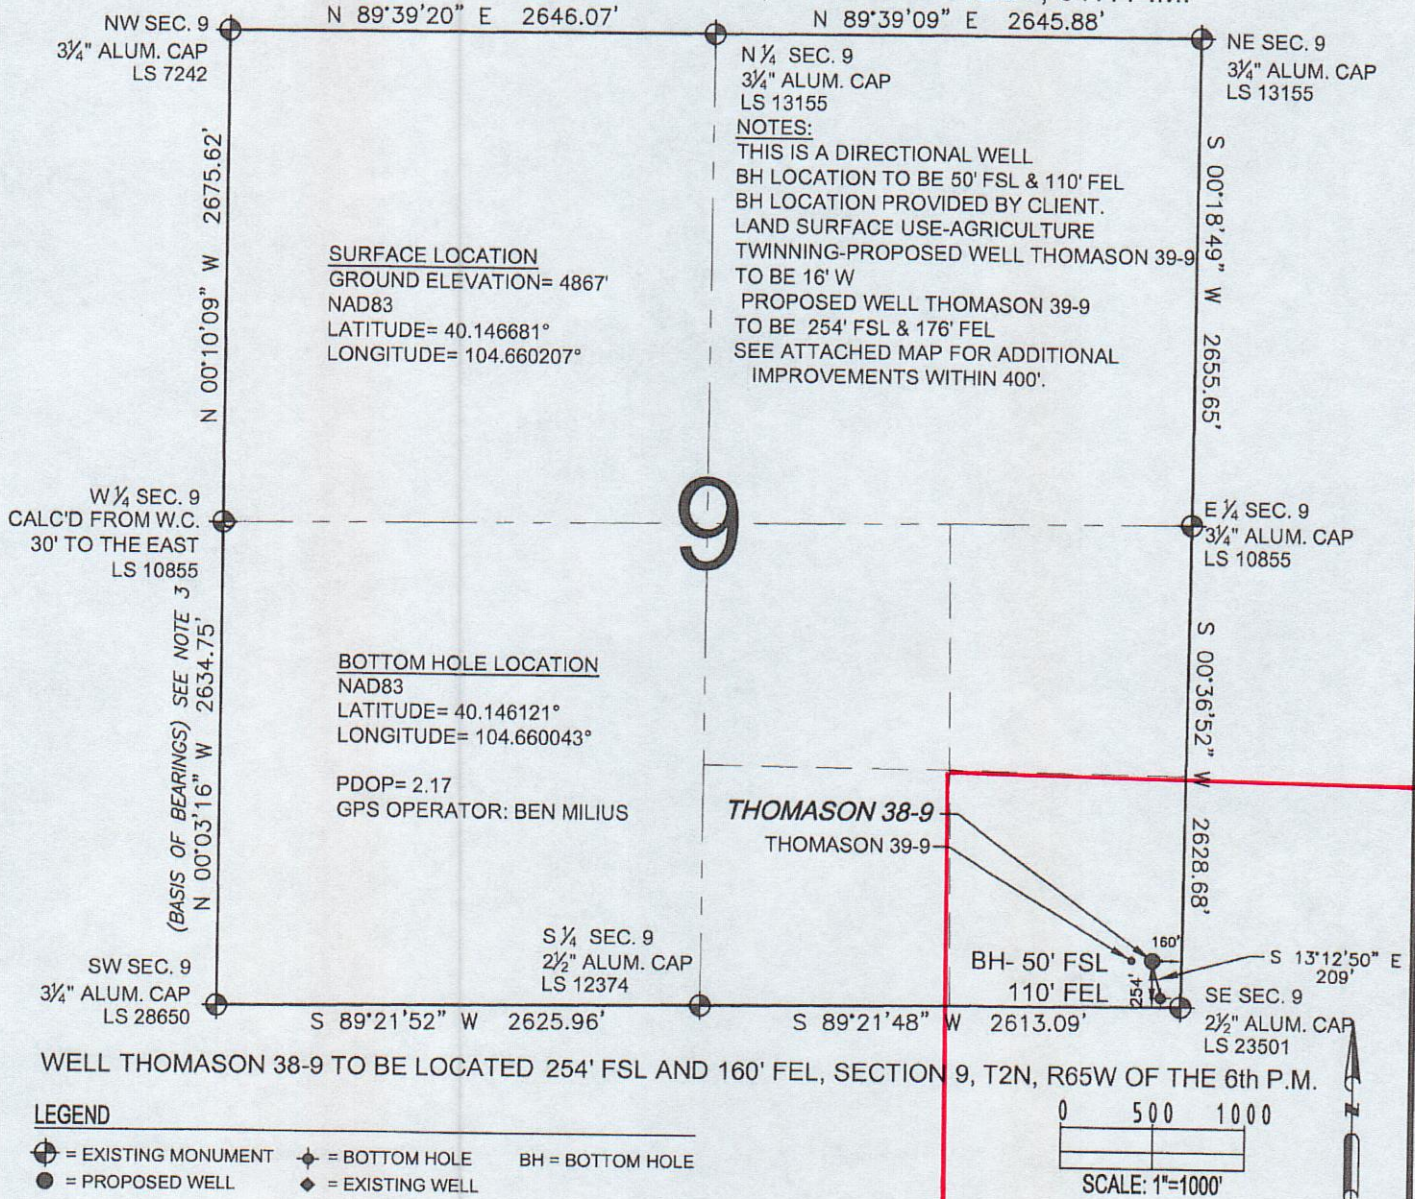 N 89°39'20" E 2646.07'
N 89°39'09" E 2645.88'
NW SEC. 9
3¼" ALUM. CAP
LS 7242
N ¼ SEC. 9
3¼" ALUM. CAP
LS 13155
NE SEC. 9
3¼" ALUM. CAP
LS 13155
NOTES:
THIS IS A DIRECTIONAL WELL
BH LOCATION TO BE 50' FSL & 110' FEL
BH LOCATION PROVIDED BY CLIENT.
LAND SURFACE USE-AGRICULTURE
TWINNING-PROPOSED WELL THOMASON 39-9
TO BE 16' W
PROPOSED WELL THOMASON 39-9
TO BE 254' FSL & 176' FEL
SEE ATTACHED MAP FOR ADDITIONAL
IMPROVEMENTS WITHIN 400'.
N 00°10'09" W 2675.62'
S 00°18'49" W 2655.65'
SURFACE LOCATION
GROUND ELEVATION= 4867'
NAD83
LATITUDE= 40.146681°
LONGITUDE= 104.660207°
W ¼ SEC. 9
CALC'D FROM W.C.
30' TO THE EAST
LS 10855
9
E ¼ SEC. 9
3¼" ALUM. CAP
LS 10855
(BASIS OF BEARINGS) SEE NOTE 3
N 00°03'16" W 2634.75'
S 00°36'52" W 2628.68'
BOTTOM HOLE LOCATION
NAD83
LATITUDE= 40.146121°
LONGITUDE= 104.660043°
PDOP= 2.17
GPS OPERATOR: BEN MILIUS
THOMASON 38-9
THOMASON 39-9
160'
254'
BH- 50' FSL
110' FEL
S 13°12'50" E
209'
SW SEC. 9
3¼" ALUM. CAP
LS 28650
S ¼ SEC. 9
2½" ALUM. CAP
LS 12374
SE SEC. 9
2½" ALUM. CAP
LS 23501
S 89°21'52" W 2625.96'
S 89°21'48" W 2613.09'
WELL THOMASON 38-9 TO BE LOCATED 254' FSL AND 160' FEL, SECTION 9, T2N, R65W OF THE 6th P.M.
LEGEND
= EXISTING MONUMENT
= BOTTOM HOLE
BH = BOTTOM HOLE
= PROPOSED WELL
= EXISTING WELL
0 500 1000
SCALE: 1"=1000'
N